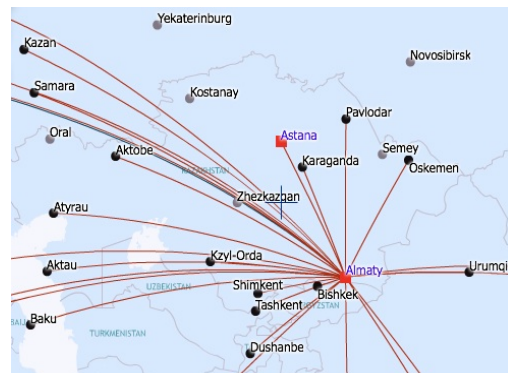 Yekaterinburg
Kazan
Novosibirsk
Samara
Kostanay
Pavlodar
Oral
Astana
Semey
Aktobe
Karaganda
Oskemen
KAZAKHSTAN
Zhezkazgan
Atyrau
Kzyl-Orda
Almaty
Urumqi
Aktau
Shimkent
UZBEKISTAN
Bishkek
Tashkent
Baku
TURKMENISTAN
Dushanbe